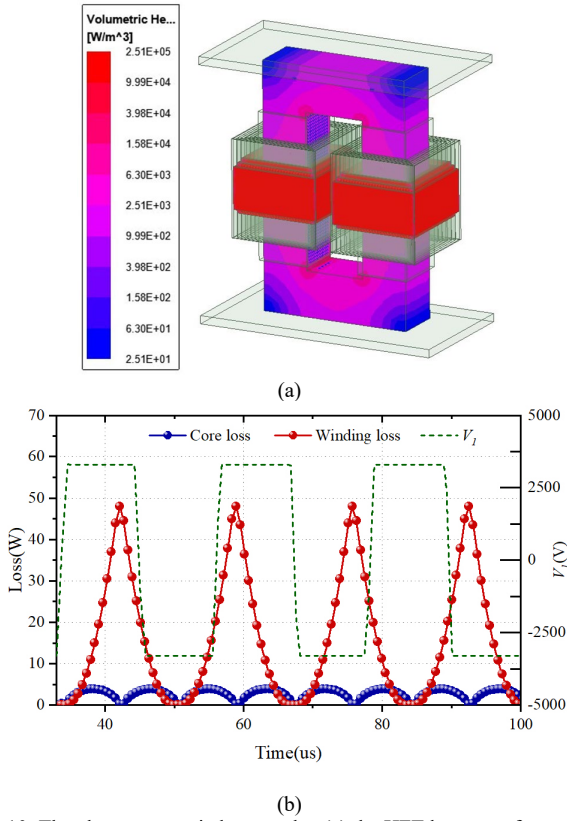 Volumetric He...
[W/m^3]
2.51E+05
9.99E+04
3.98E+04
1.58E+04
6.30E+03
2.51E+03
9.99E+02
3.98E+02
1.58E+02
6.30E+01
2.51E+01
(a)
70
60
50
40
30
20
10
0
Loss(W)
Core loss
Winding loss
V1
5000
2500
0
-2500
-5000
V1(V)
40
60
80
100
Time(us)
(b)